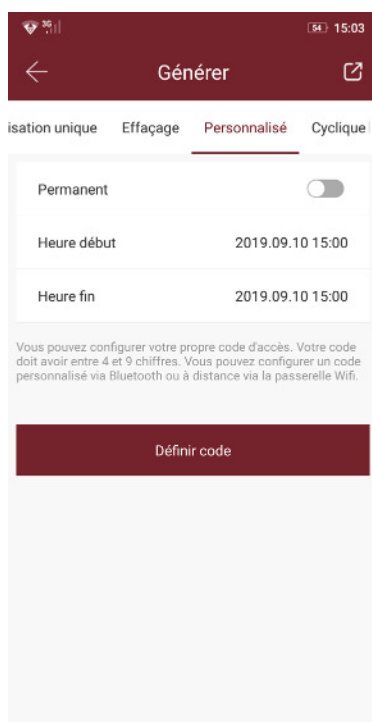 3G 54 15:03
Générer
isation unique Effaçage Personnalisé Cyclique
Permanent
Heure début 2019.09.10 15:00
Heure fin 2019.09.10 15:00
Vous pouvez configurer votre propre code d'accès. Votre code
doit avoir entre 4 et 9 chiffres. Vous pouvez configurer un code
personnalisé via Bluetooth ou à distance via la passerelle Wifi.
Définir code